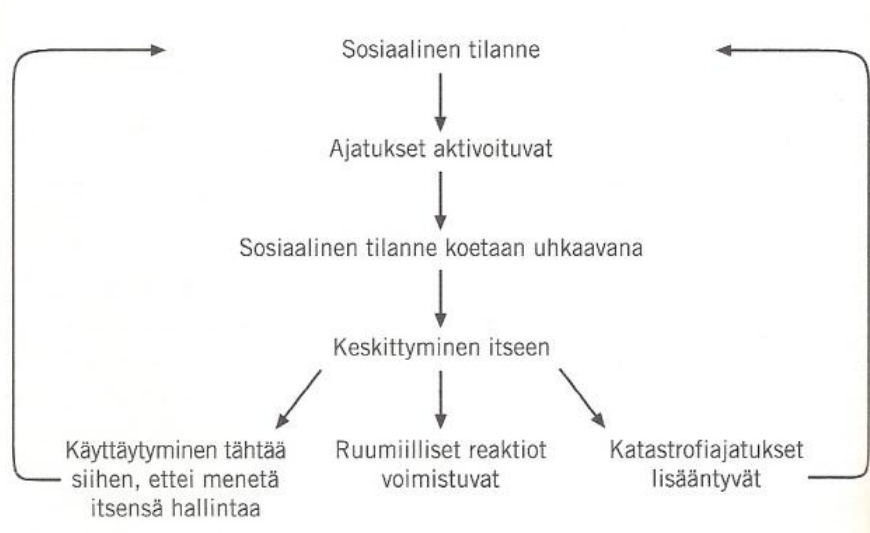 Sosiaalinen tilanne
Ajatukset aktivoituvat
Sosiaalinen tilanne koetaan uhkaavana
Keskittyminen itseen
Käyttäytyminen tähtää
siihen, ettei menetä
itsensä hallintaa
Ruumiilliset reaktiot
voimistuvat
Katastrofiajatukset
lisääntyvät